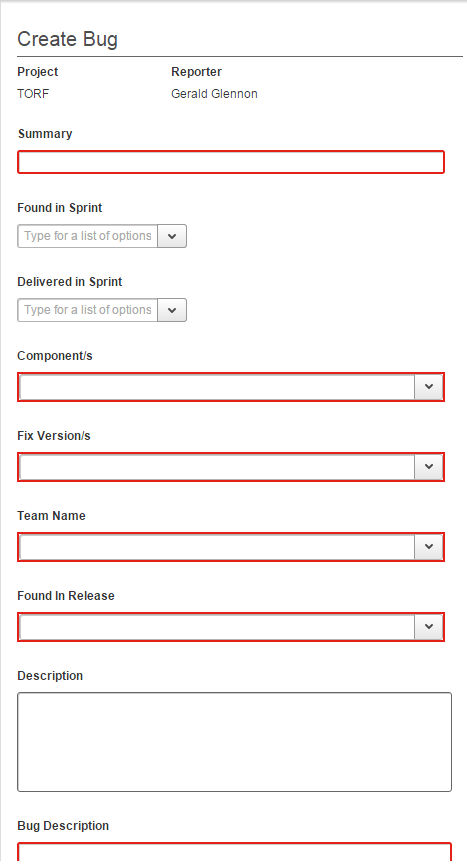 Create Bug
Project Reporter
TORF Gerald Glennon
Summary
Found in Sprint
Type for a list of options
Delivered in Sprint
Type for a list of options
Component/s
Fix Version/s
Team Name
Found In Release
Description
Bug Description